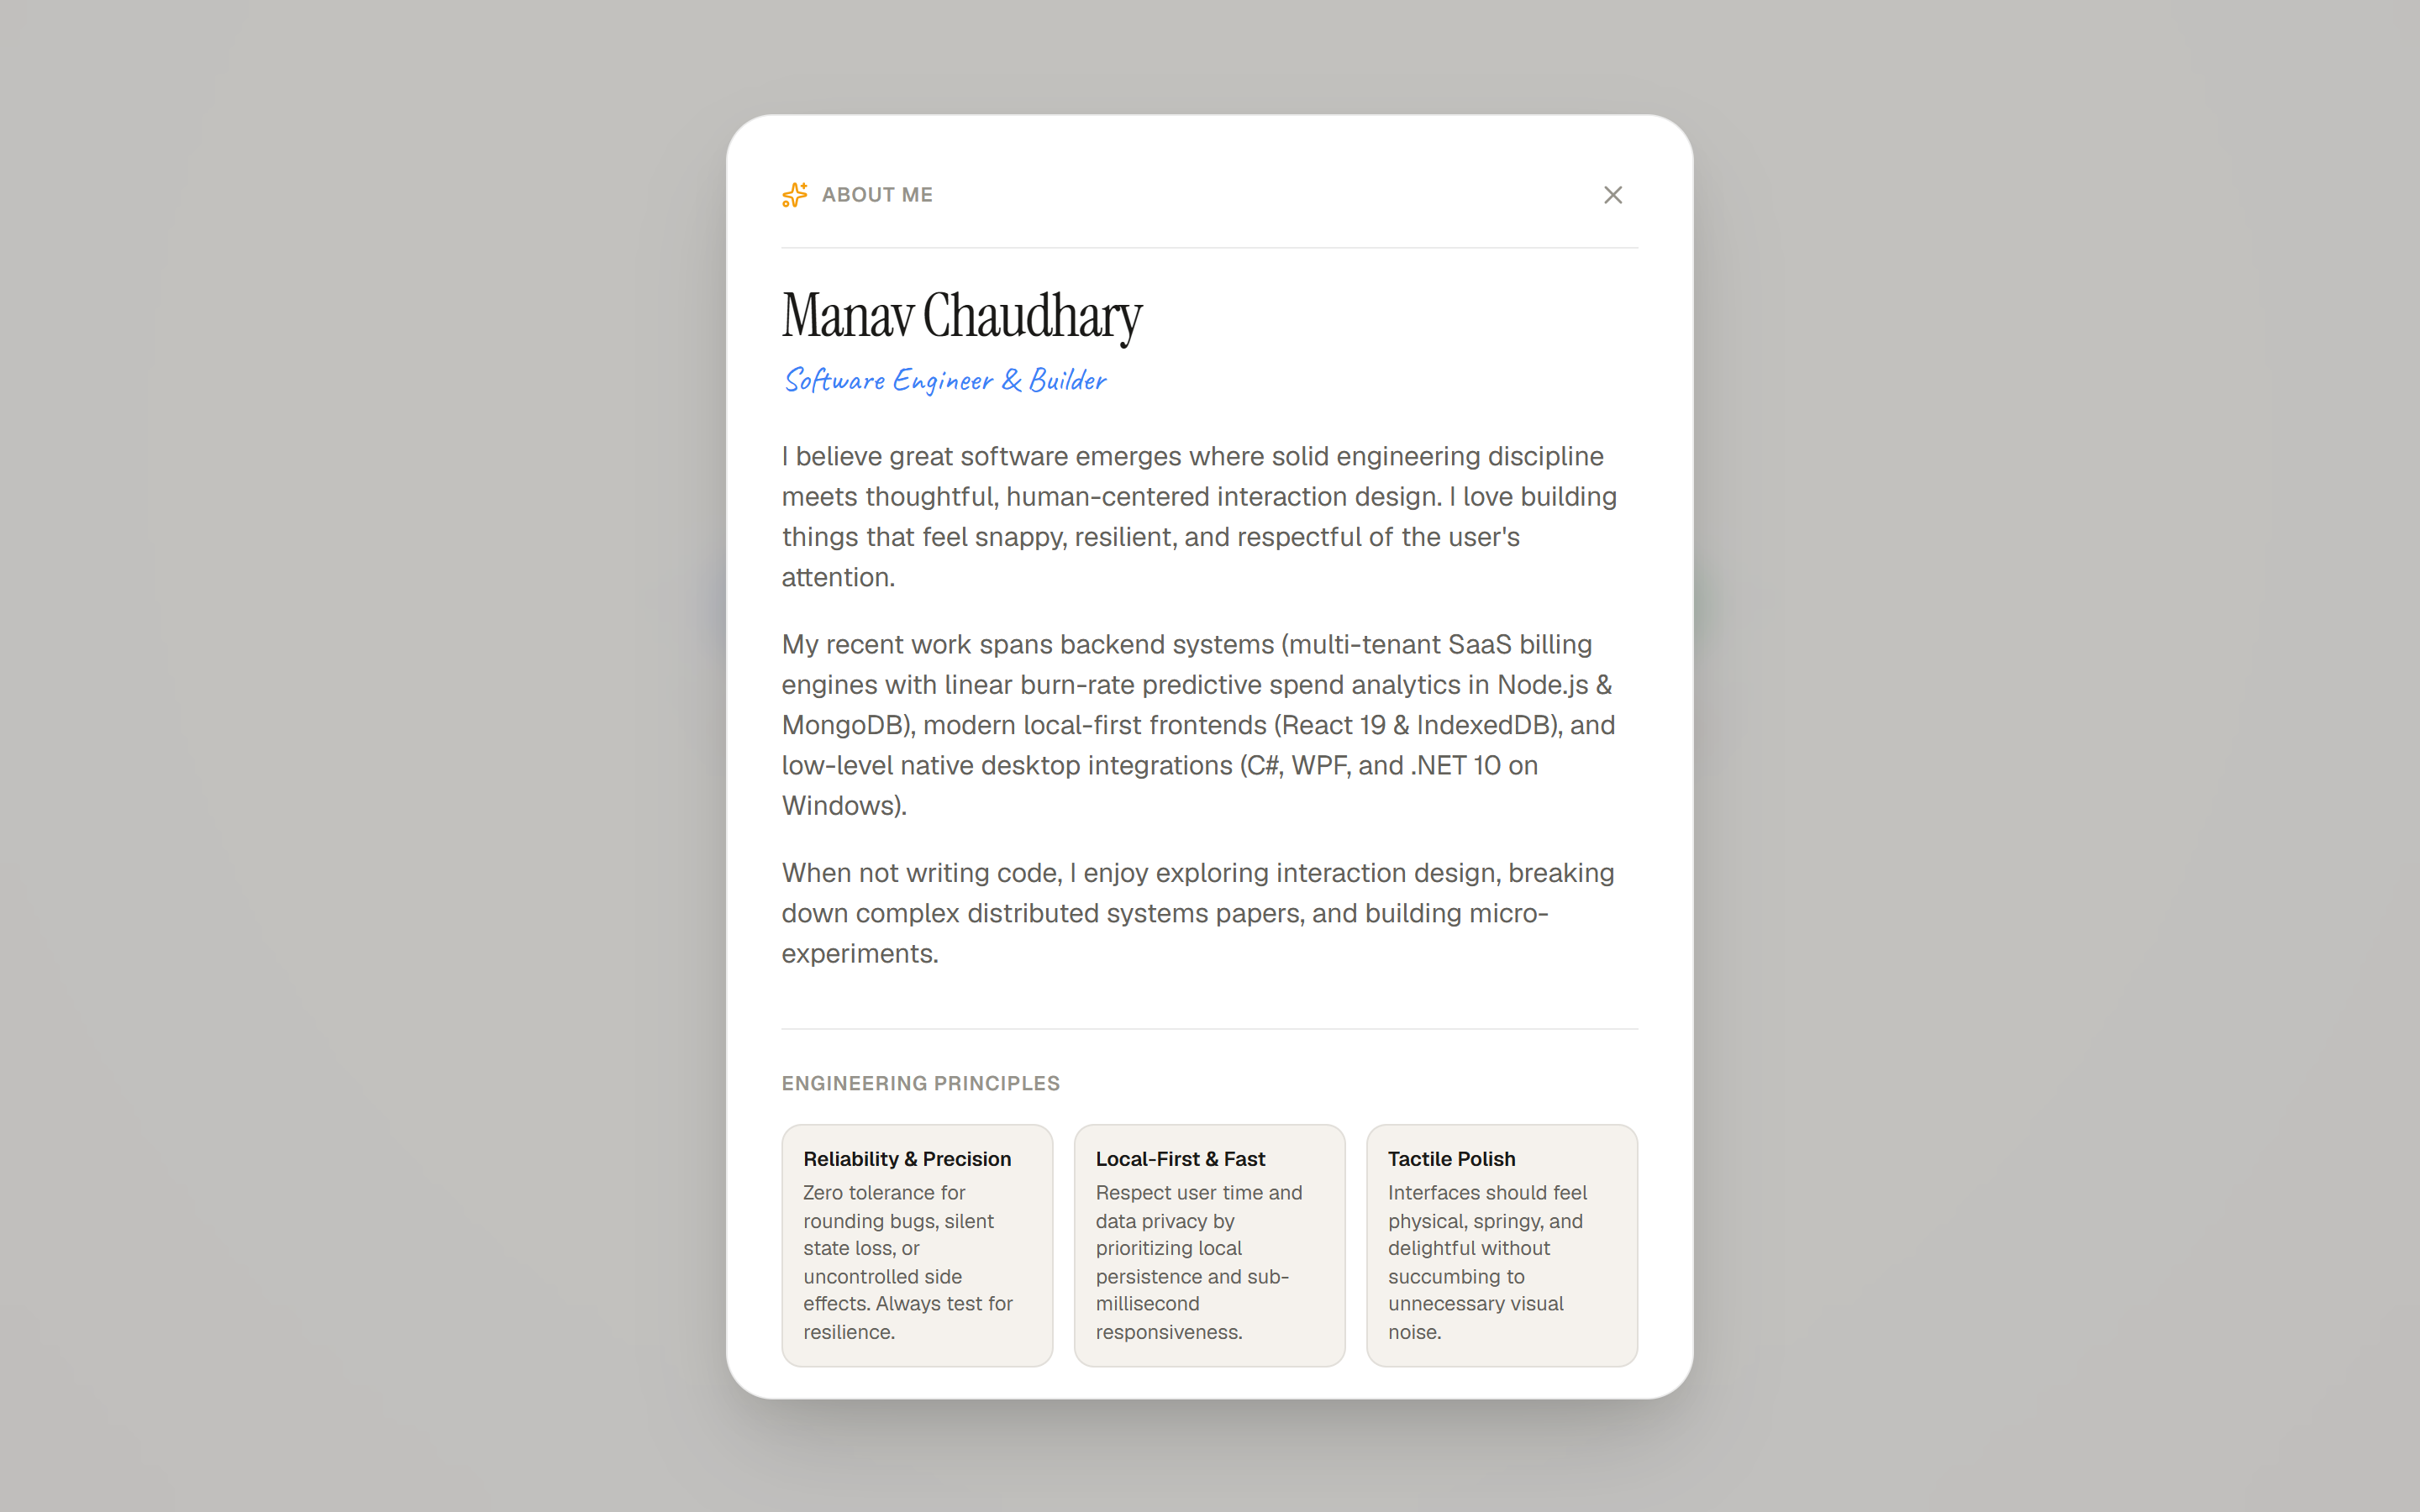 ABOUT ME
Manav Chaudhary
Software Engineer & Builder
I believe great software emerges where solid engineering discipline
meets thoughtful, human-centered interaction design. I love building
things that feel snappy, resilient, and respectful of the user's
attention.
My recent work spans backend systems (multi-tenant SaaS billing
engines with linear burn-rate predictive spend analytics in Node.js &
MongoDB), modern local-first frontends (React 19 & IndexedDB), and
low-level native desktop integrations (C#, WPF, and .NET 10 on
Windows).
When not writing code, I enjoy exploring interaction design, breaking
down complex distributed systems papers, and building micro-
experiments.
ENGINEERING PRINCIPLES
Reliability & Precision
Zero tolerance for
rounding bugs, silent
state loss, or
uncontrolled side
effects. Always test for
resilience.
Local-First & Fast
Respect user time and
data privacy by
prioritizing local
persistence and sub-
millisecond
responsiveness.
Tactile Polish
Interfaces should feel
physical, springy, and
delightful without
succumbing to
unnecessary visual
noise.